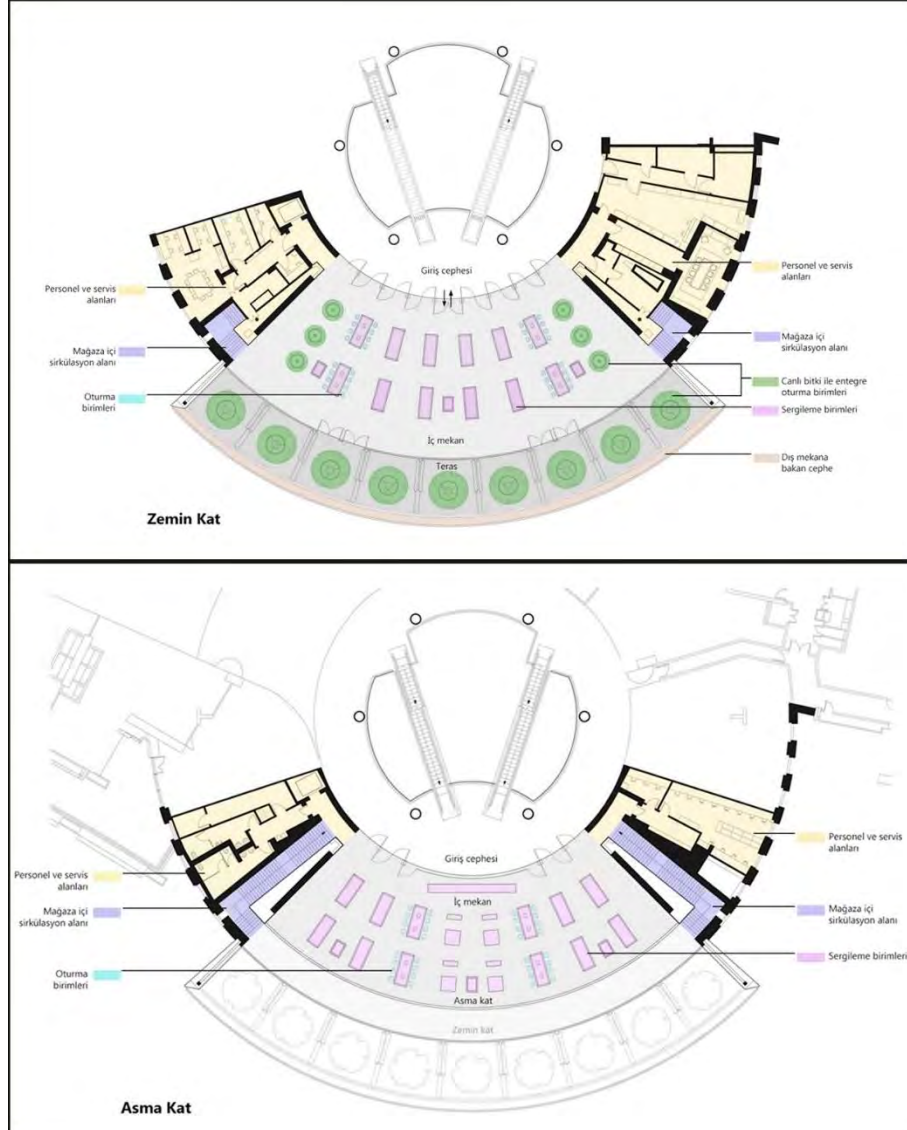 Giriş cephesi
Personel ve servis
alanları
Personel ve servis
alanları
Mağaza içi
sirkülasyon alanı
Mağaza içi
sirkülasyon alanı
Canlı bitki ile entegre
oturma birimleri
Oturma
birimleri
Sergileme birimleri
İç mekan
Teras
Dış mekana
bakan cephe
Zemin Kat
Giriş cephesi
Personel ve servis
alanları
İç mekan
Personel ve servis
alanları
Mağaza içi
sirkülasyon alanı
Mağaza içi
sirkülasyon alanı
Sergileme birimleri
Oturma
birimleri
Asma kat
Zemin kat
Asma Kat